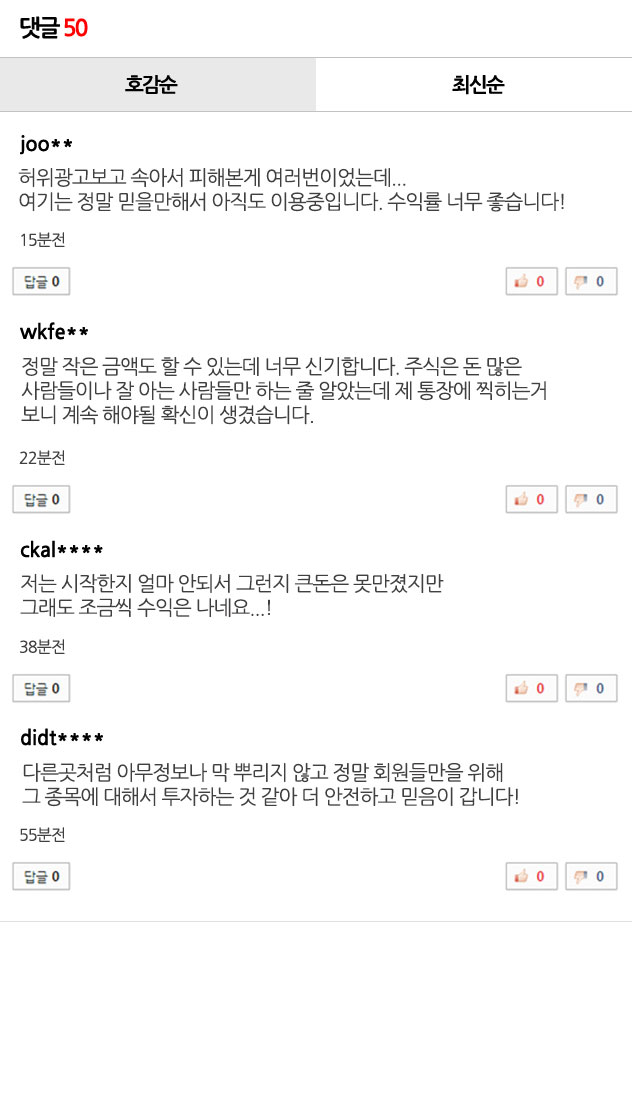 댓글 50
호감순 최신순
joo**
허위광고보고 속아서 피해본게 여러번이었는데...
여기는 정말 믿을만해서 아직도 이용중입니다. 수익률 너무 좋습니다!
15분전
답글 0 0 0
wkfe**
정말 작은 금액도 할 수 있는데 너무 신기합니다. 주식은 돈 많은
사람들이나 잘 아는 사람들만 하는 줄 알았는데 제 통장에 찍히는거
보니 계속 해야될 확신이 생겼습니다.
22분전
답글 0 0 0
ckal****
저는 시작한지 얼마 안되서 그런지 큰돈은 못만졌지만
그래도 조금씩 수익은 나네요...!
38분전
답글 0 0 0
didt****
다른곳처럼 아무정보나 막 뿌리지 않고 정말 회원들만을 위해
그 종목에 대해서 투자하는 것 같아 더 안전하고 믿음이 갑니다!
55분전
답글 0 0 0